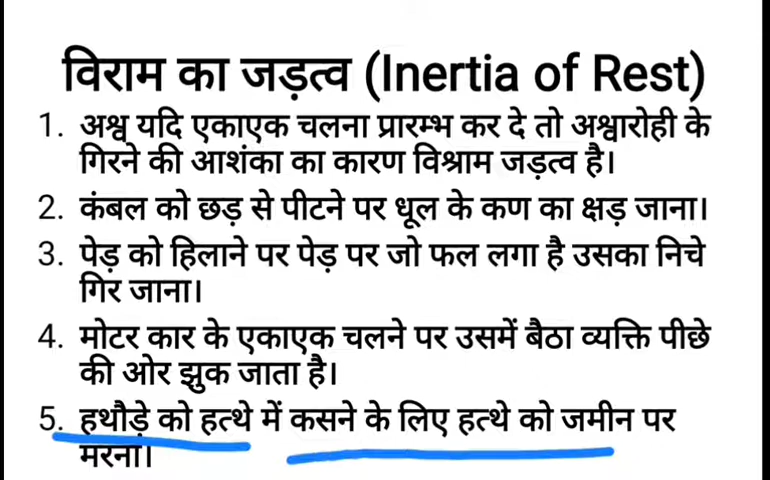 विराम का जड़त्व (Inertia of Rest)
1. अश्व यदि एकाएक चलना प्रारम्भ कर दे तो अश्वारोही के
गिरने की आशंका का कारण विश्राम जड़त्व है।
2. कंबल को छड़ से पीटने पर धूल के कण का क्षड़ जाना।
3. पेड़ को हिलाने पर पेड़ पर जो फल लगा है उसका निचे
गिर जाना।
4. मोटर कार के एकाएक चलने पर उसमें बैठा व्यक्ति पीछे
की ओर झुक जाता है।
5. हथौड़े को हत्थे में कसने के लिए हत्थे को जमीन पर
मरना।